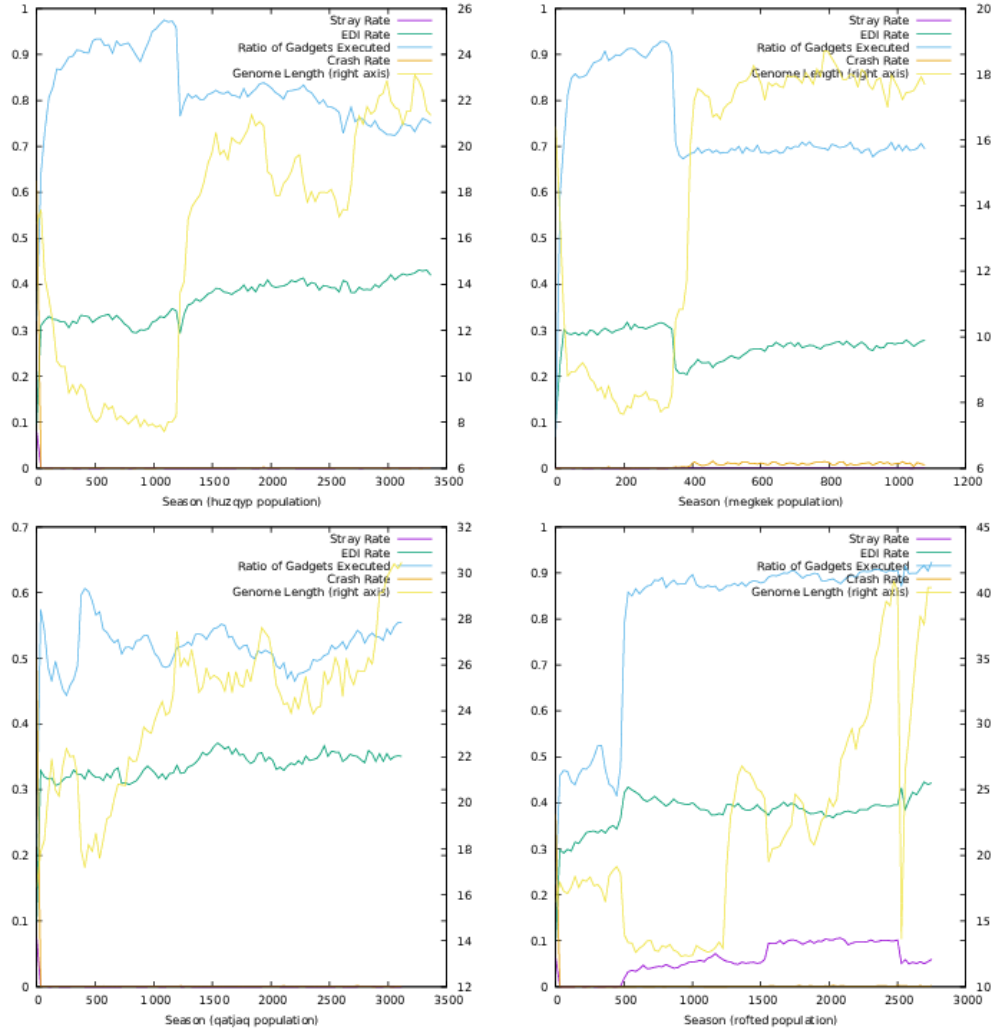 1
0.9
0.8
0.7
0.6
0.5
0.4
0.3
0.2
0.1
0
26
24
22
20
18
16
14
12
10
8
6
Stray Rate
EDI Rate
Ratio of Gadgets Executed
Crash Rate
Genome Length (right axis)
0 500 1000 1500 2000 2500 3000 3500
Season (huzqyp population)
1
0.9
0.8
0.7
0.6
0.5
0.4
0.3
0.2
0.1
0
20
18
16
14
12
10
8
6
Stray Rate
EDI Rate
Ratio of Gadgets Executed
Crash Rate
Genome Length (right axis)
0 200 400 600 800 1000 1200
Season (megkek population)
0.7
0.6
0.5
0.4
0.3
0.2
0.1
0
32
30
28
26
24
22
20
18
16
14
12
Stray Rate
EDI Rate
Ratio of Gadgets Executed
Crash Rate
Genome Length (right axis)
0 500 1000 1500 2000 2500 3000 3500
Season (qatjaq population)
1
0.9
0.8
0.7
0.6
0.5
0.4
0.3
0.2
0.1
0
45
40
35
30
25
20
15
10
Stray Rate
EDI Rate
Ratio of Gadgets Executed
Crash Rate
Genome Length (right axis)
0 500 1000 1500 2000 2500 3000
Season (rofted population)